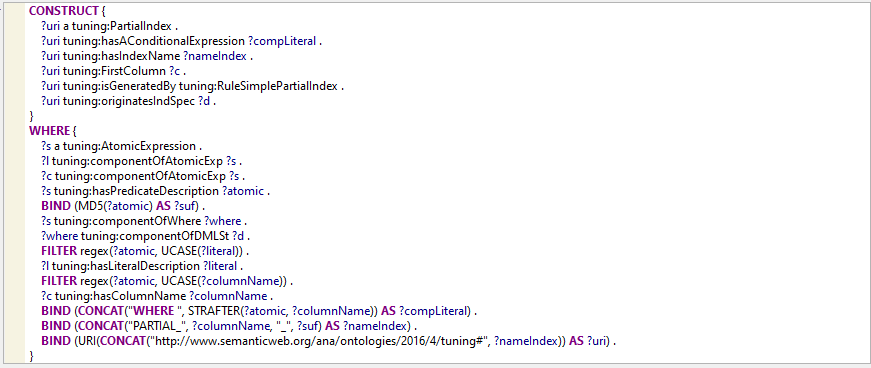 CONSTRUCT {
?uri a tuning:PartialIndex .
?uri tuning:hasAConditionalExpression ?compLiteral .
?uri tuning:hasIndexName ?nameIndex .
?uri tuning:FirstColumn ?c .
?uri tuning:isGeneratedBy tuning:RuleSimplePartialIndex .
?uri tuning:originatesIndSpec ?d .
}
WHERE {
?s a tuning:AtomicExpression .
?l tuning:componentOfAtomicExp ?s .
?c tuning:componentOfAtomicExp ?s .
?s tuning:hasPredicateDescription ?atomic .
BIND (MD5(?atomic) AS ?suf) .
?s tuning:componentOfWhere ?where .
?where tuning:componentOfDMLSt ?d .
FILTER regex(?atomic, UCASE(?literal)) .
?l tuning:hasLiteralDescription ?literal .
FILTER regex(?atomic, UCASE(?columnName)) .
?c tuning:hasColumnName ?columnName .
BIND (CONCAT("WHERE ", STRAFTER(?atomic, ?columnName)) AS ?compLiteral) .
BIND (CONCAT("PARTIAL_", ?columnName, "_", ?suf) AS ?nameIndex) .
BIND (URI(CONCAT("http://www.semanticweb.org/ana/ontologies/2016/4/tuning#", ?nameIndex)) AS ?uri) .
}